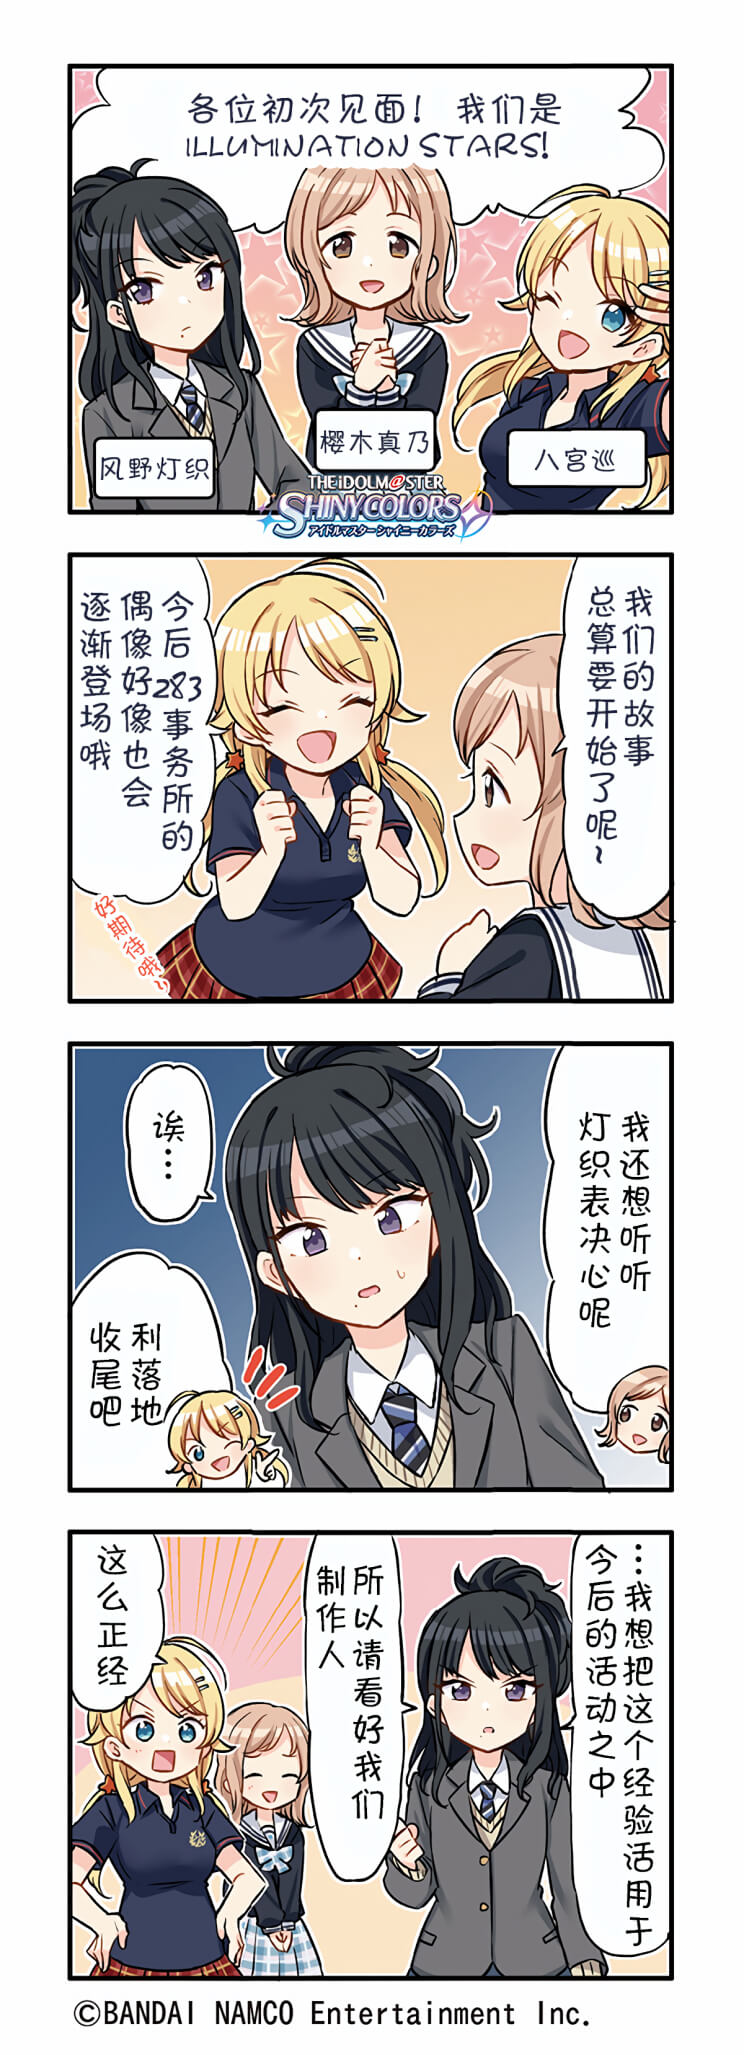 各位初次见面！ 我们是
ILLUMINATION STARS!
风野灯织
樱木真乃
八宫巡
THE iDOLM@STER
SHINYCOLORS
アイドルマスター シャイニーカラーズ
我们的故事
总算要开始了呢~
今后283事务所的
偶像好像也会
逐渐登场哦
好期待哦~
我还想听听
灯织表决心呢
诶…
利落地
收尾吧
…我想把这个经验活用于
今后的活动之中
所以请看好我们
制作人
这么正经
©BANDAI NAMCO Entertainment Inc.